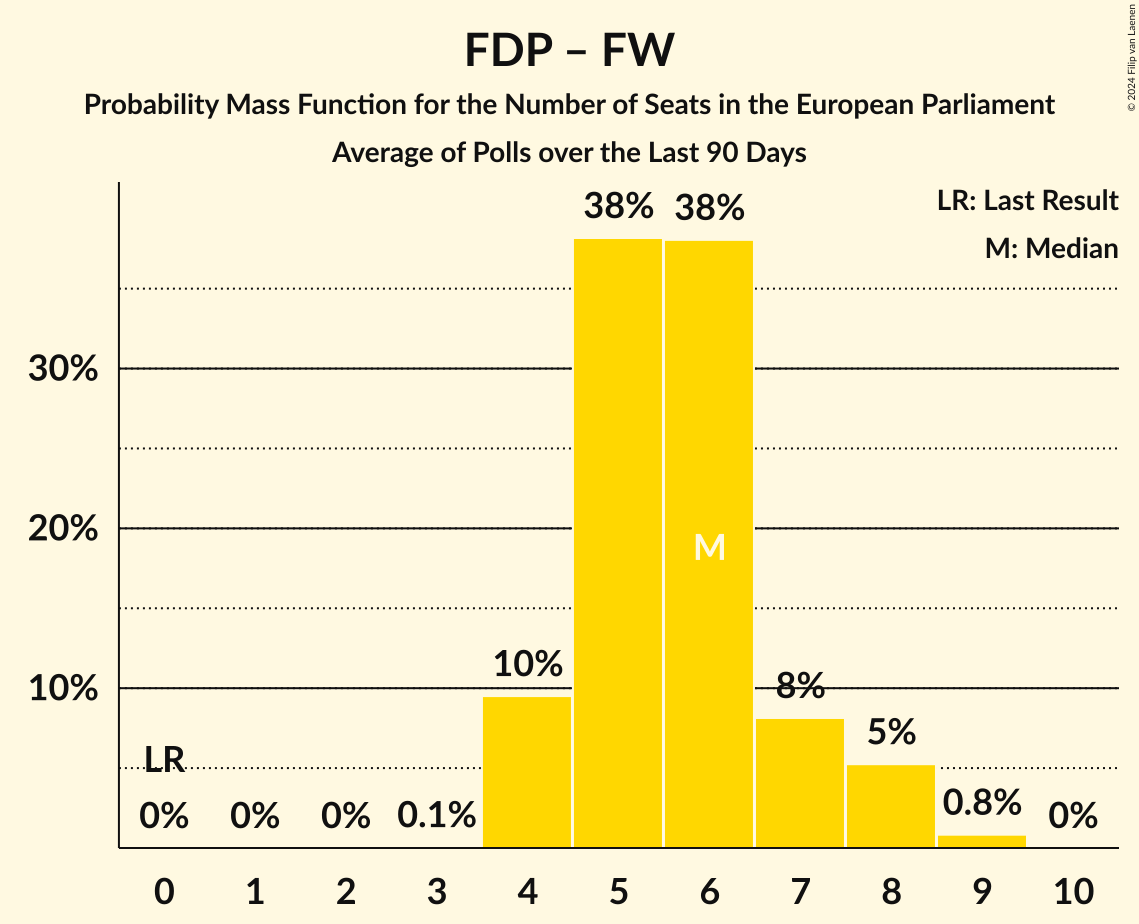 FDP – FW
Probability Mass Function for the Number of Seats in the European Parliament
Average of Polls over the Last 90 Days
© 2024 Filip van Laenen
LR: Last Result
M: Median
38% 38%
30%
20%
M
10%
10%
8%
5%
LR
0% 0% 0% 0.1% 0.8% 0%
0 1 2 3 4 5 6 7 8 9 10